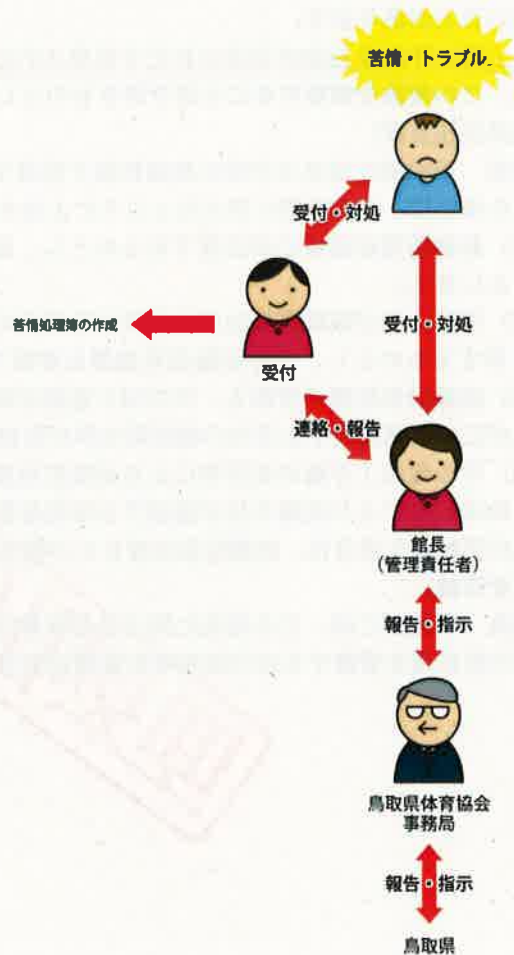 苦情・トラブル
受付・対処
苦情処理簿の作成
受付・対処
受付
連絡・報告
館長
(管理責任者)
報告・指示
鳥取県体育協会
事務局
報告・指示
鳥取県